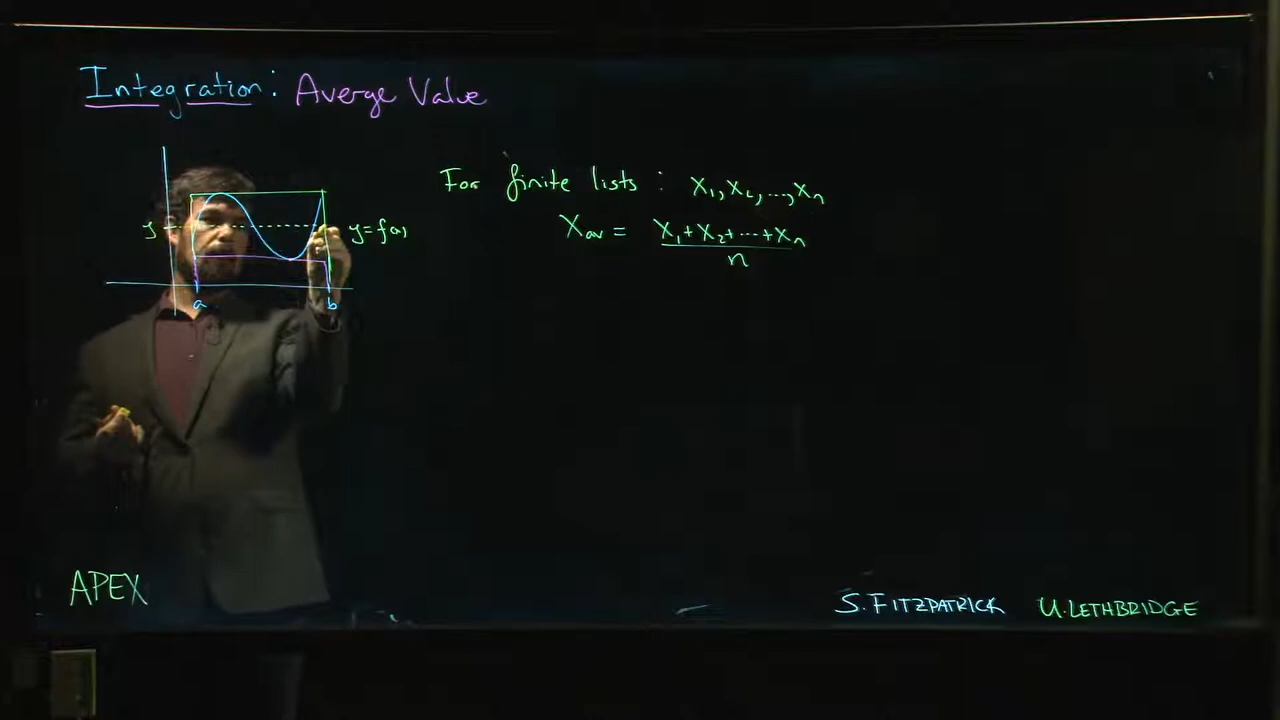 Integration: Averge Value
For finite lists : x₁, x₂, ..., xₙ
y
y=f(x)
Xav = x₁+x₂+⋯+xₙ / n
a
b
APEX
S. FITZPATRICK U. LETHBRIDGE